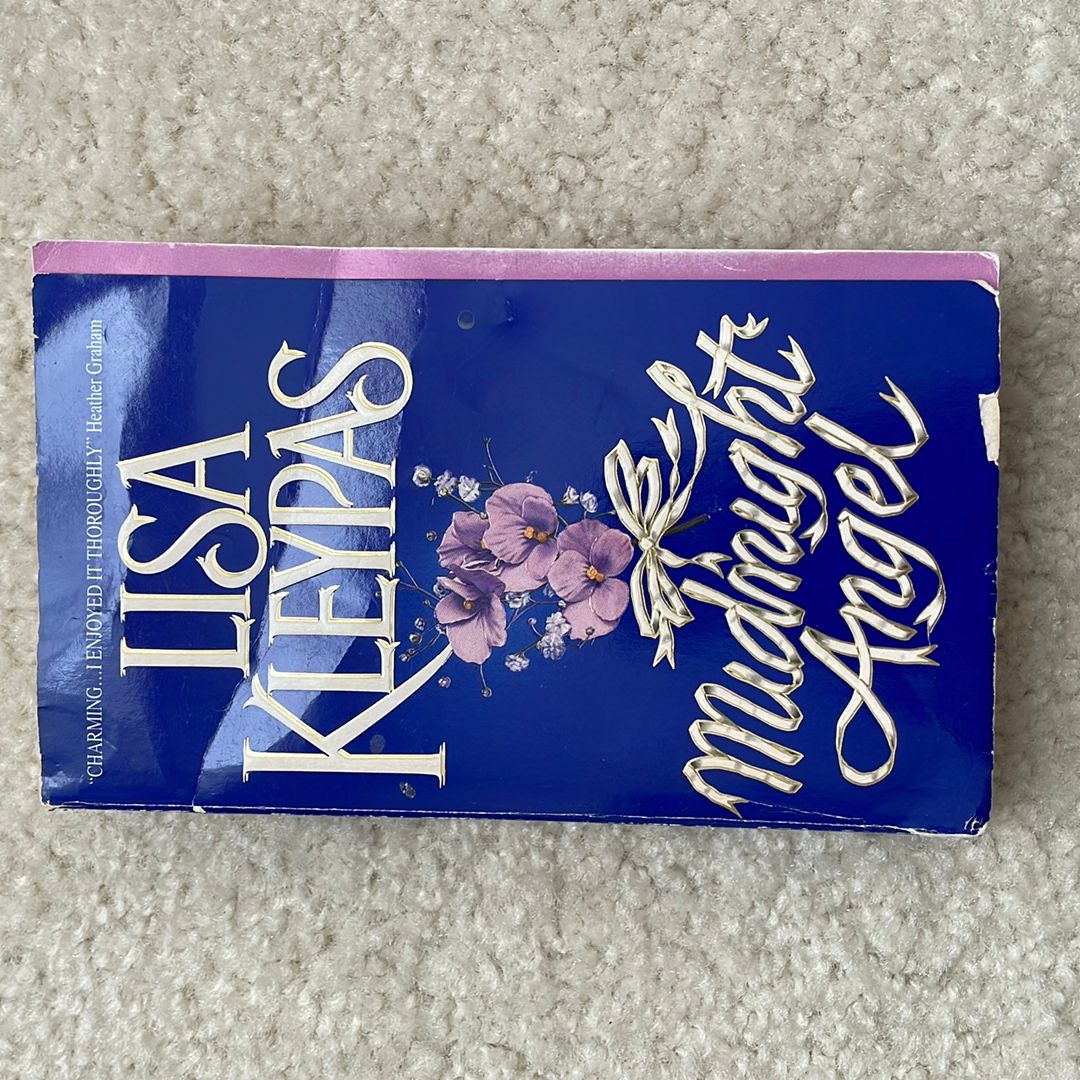 “CHARMING...I ENJOYED IT THOROUGHLY” Heather Graham
LISA
KLEYPAS
Midnight
Angel